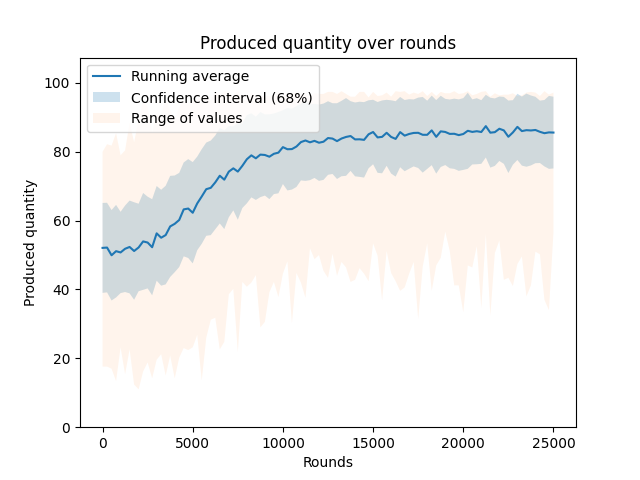 Produced quantity over rounds
Running average
Confidence interval (68%)
Range of values
100
80
60
40
20
0
Produced quantity
0 5000 10000 15000 20000 25000
Rounds